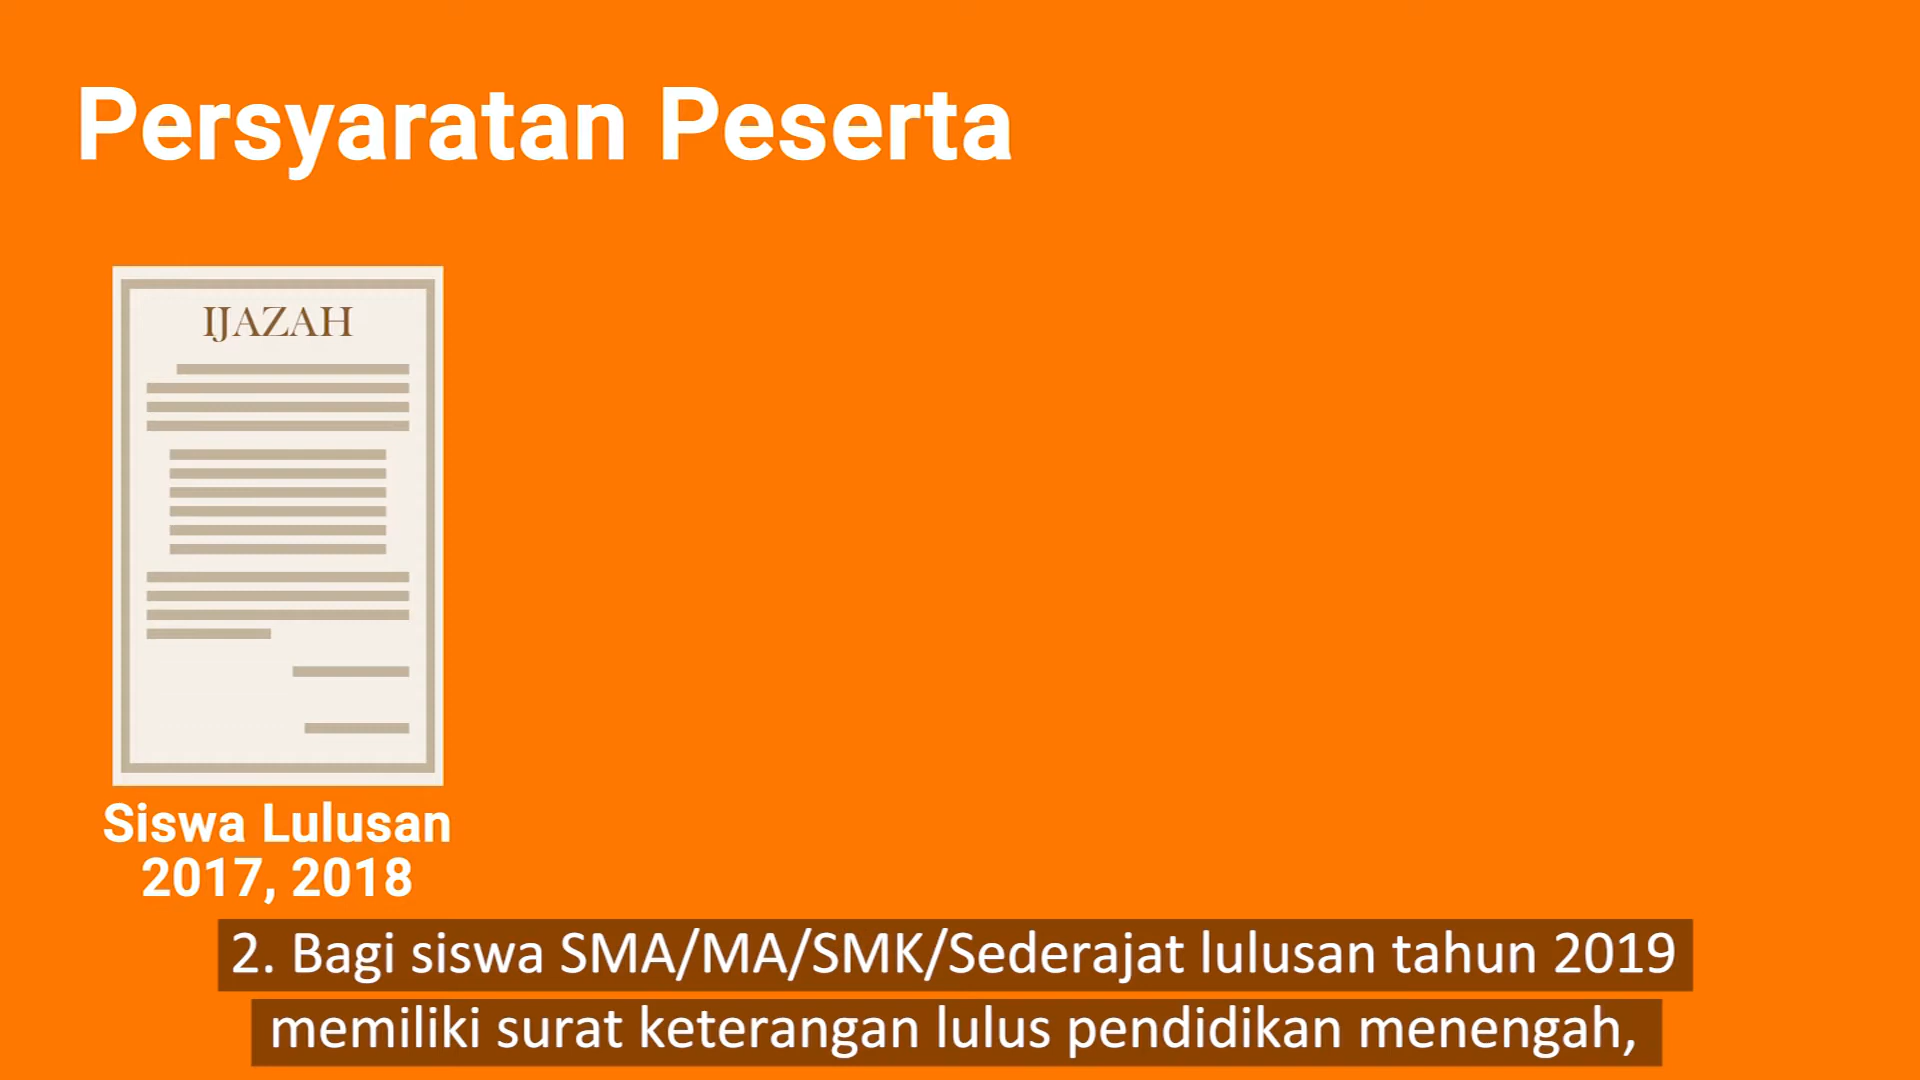 Persyaratan Peserta
IJAZAH
Siswa Lulusan
2017, 2018
2. Bagi siswa SMA/MA/SMK/Sederajat lulusan tahun 2019
memiliki surat keterangan lulus pendidikan menengah,